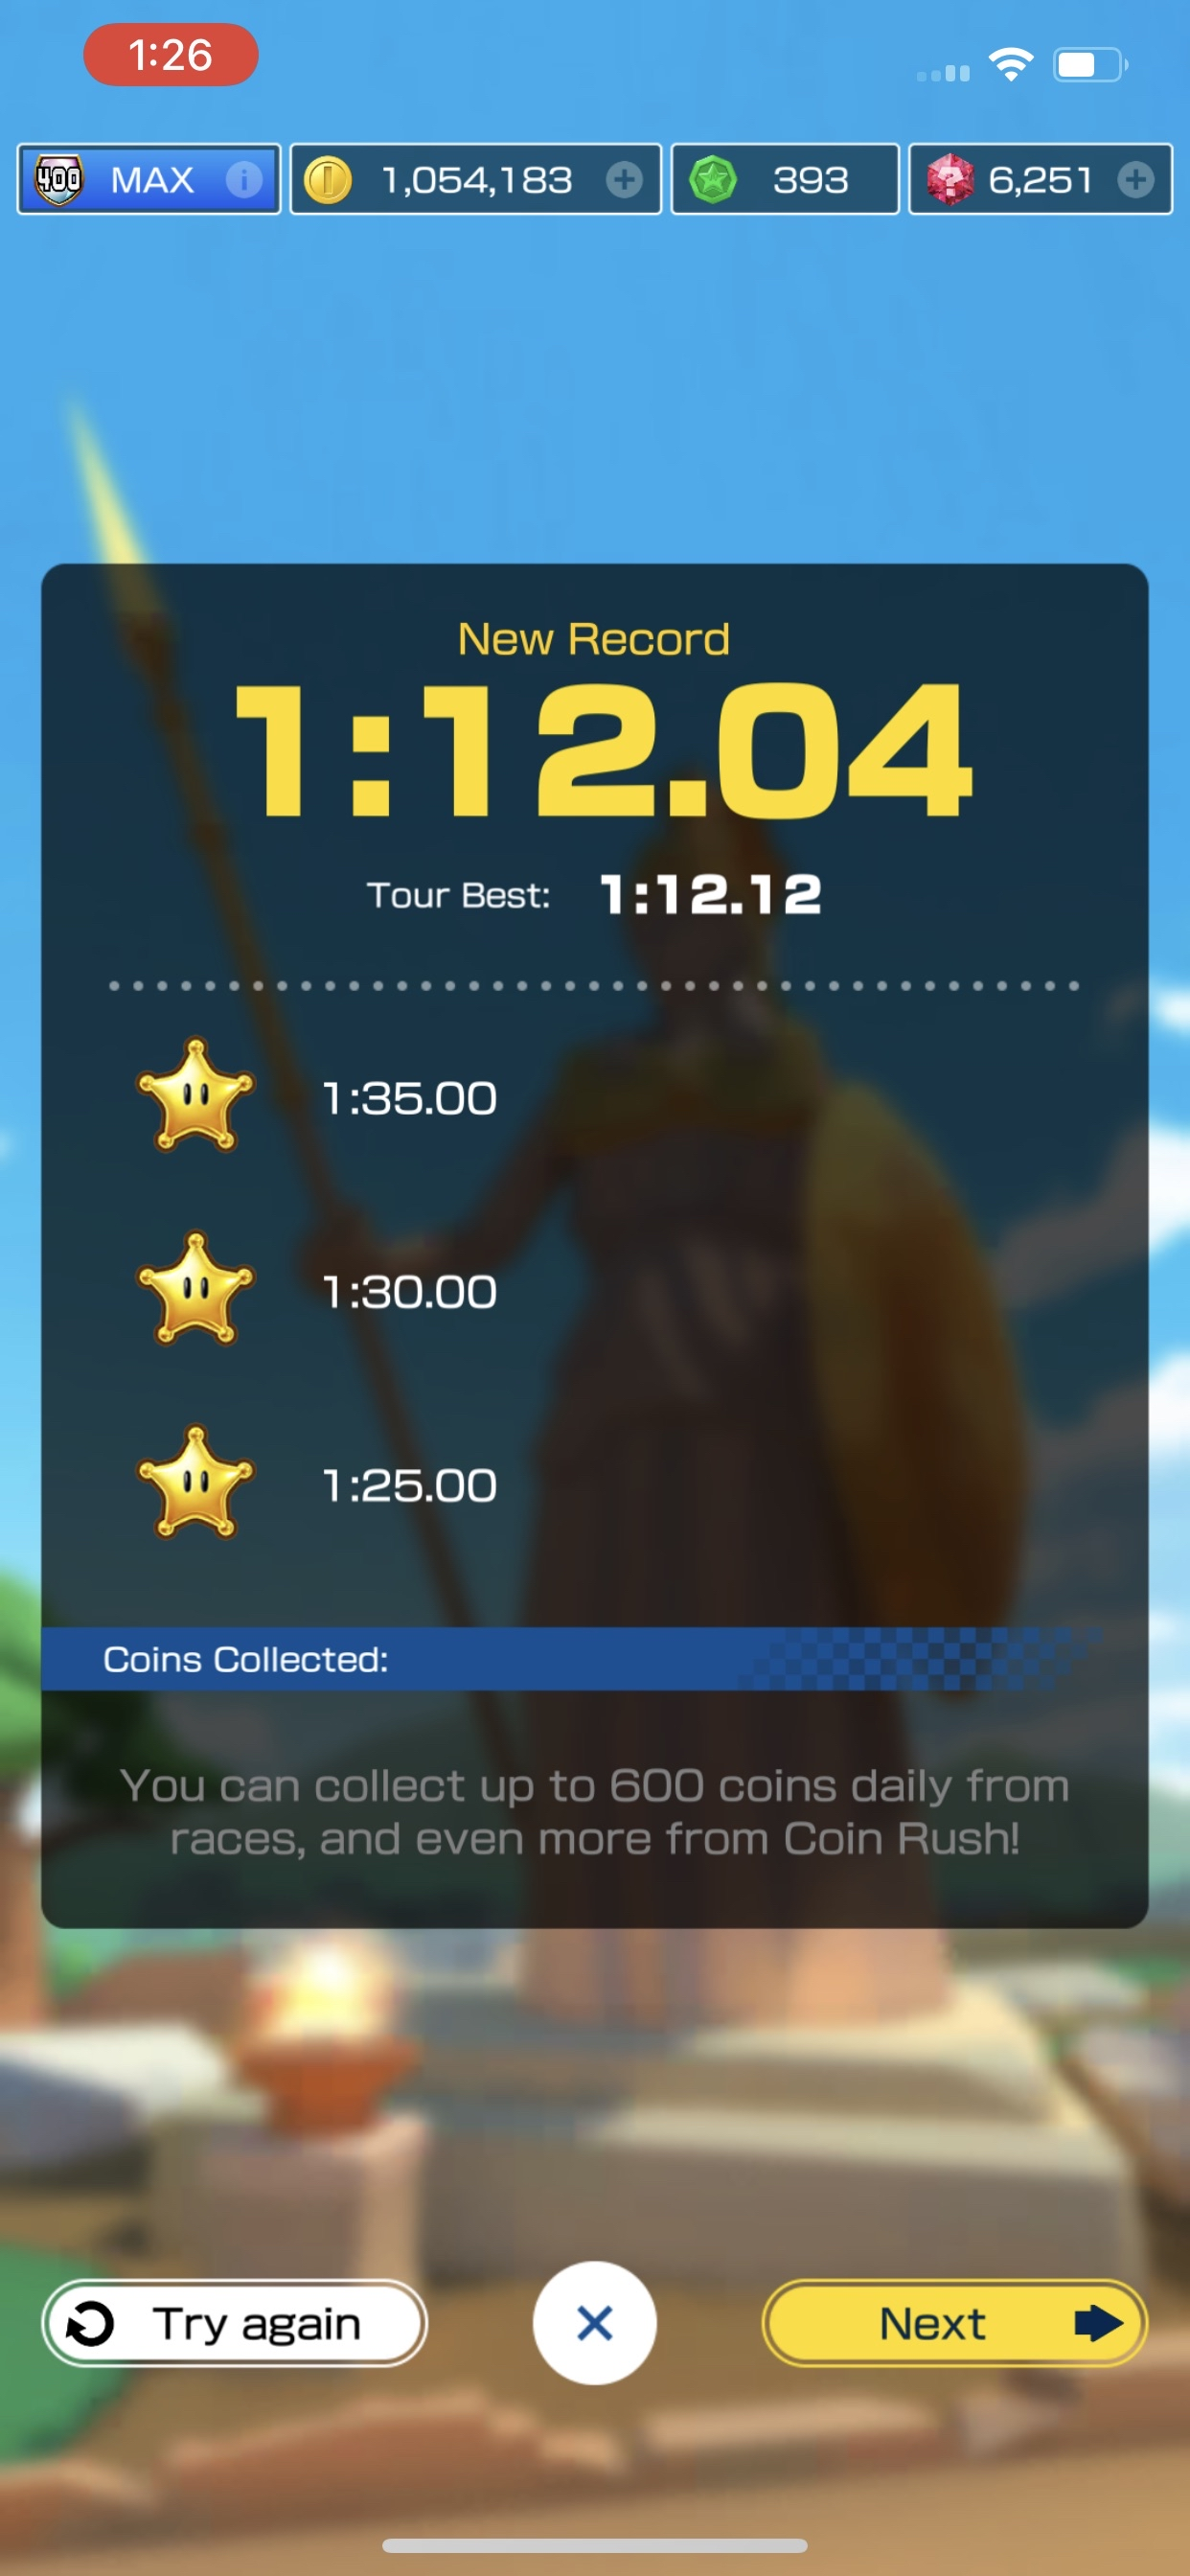 1:26
400 MAX i 1,054,183 + 393 ? 6,251 +
New Record
1:12.04
Tour Best: 1:12.12
1:35.00
1:30.00
1:25.00
Coins Collected:
You can collect up to 600 coins daily from
races, and even more from Coin Rush!
Try again × Next